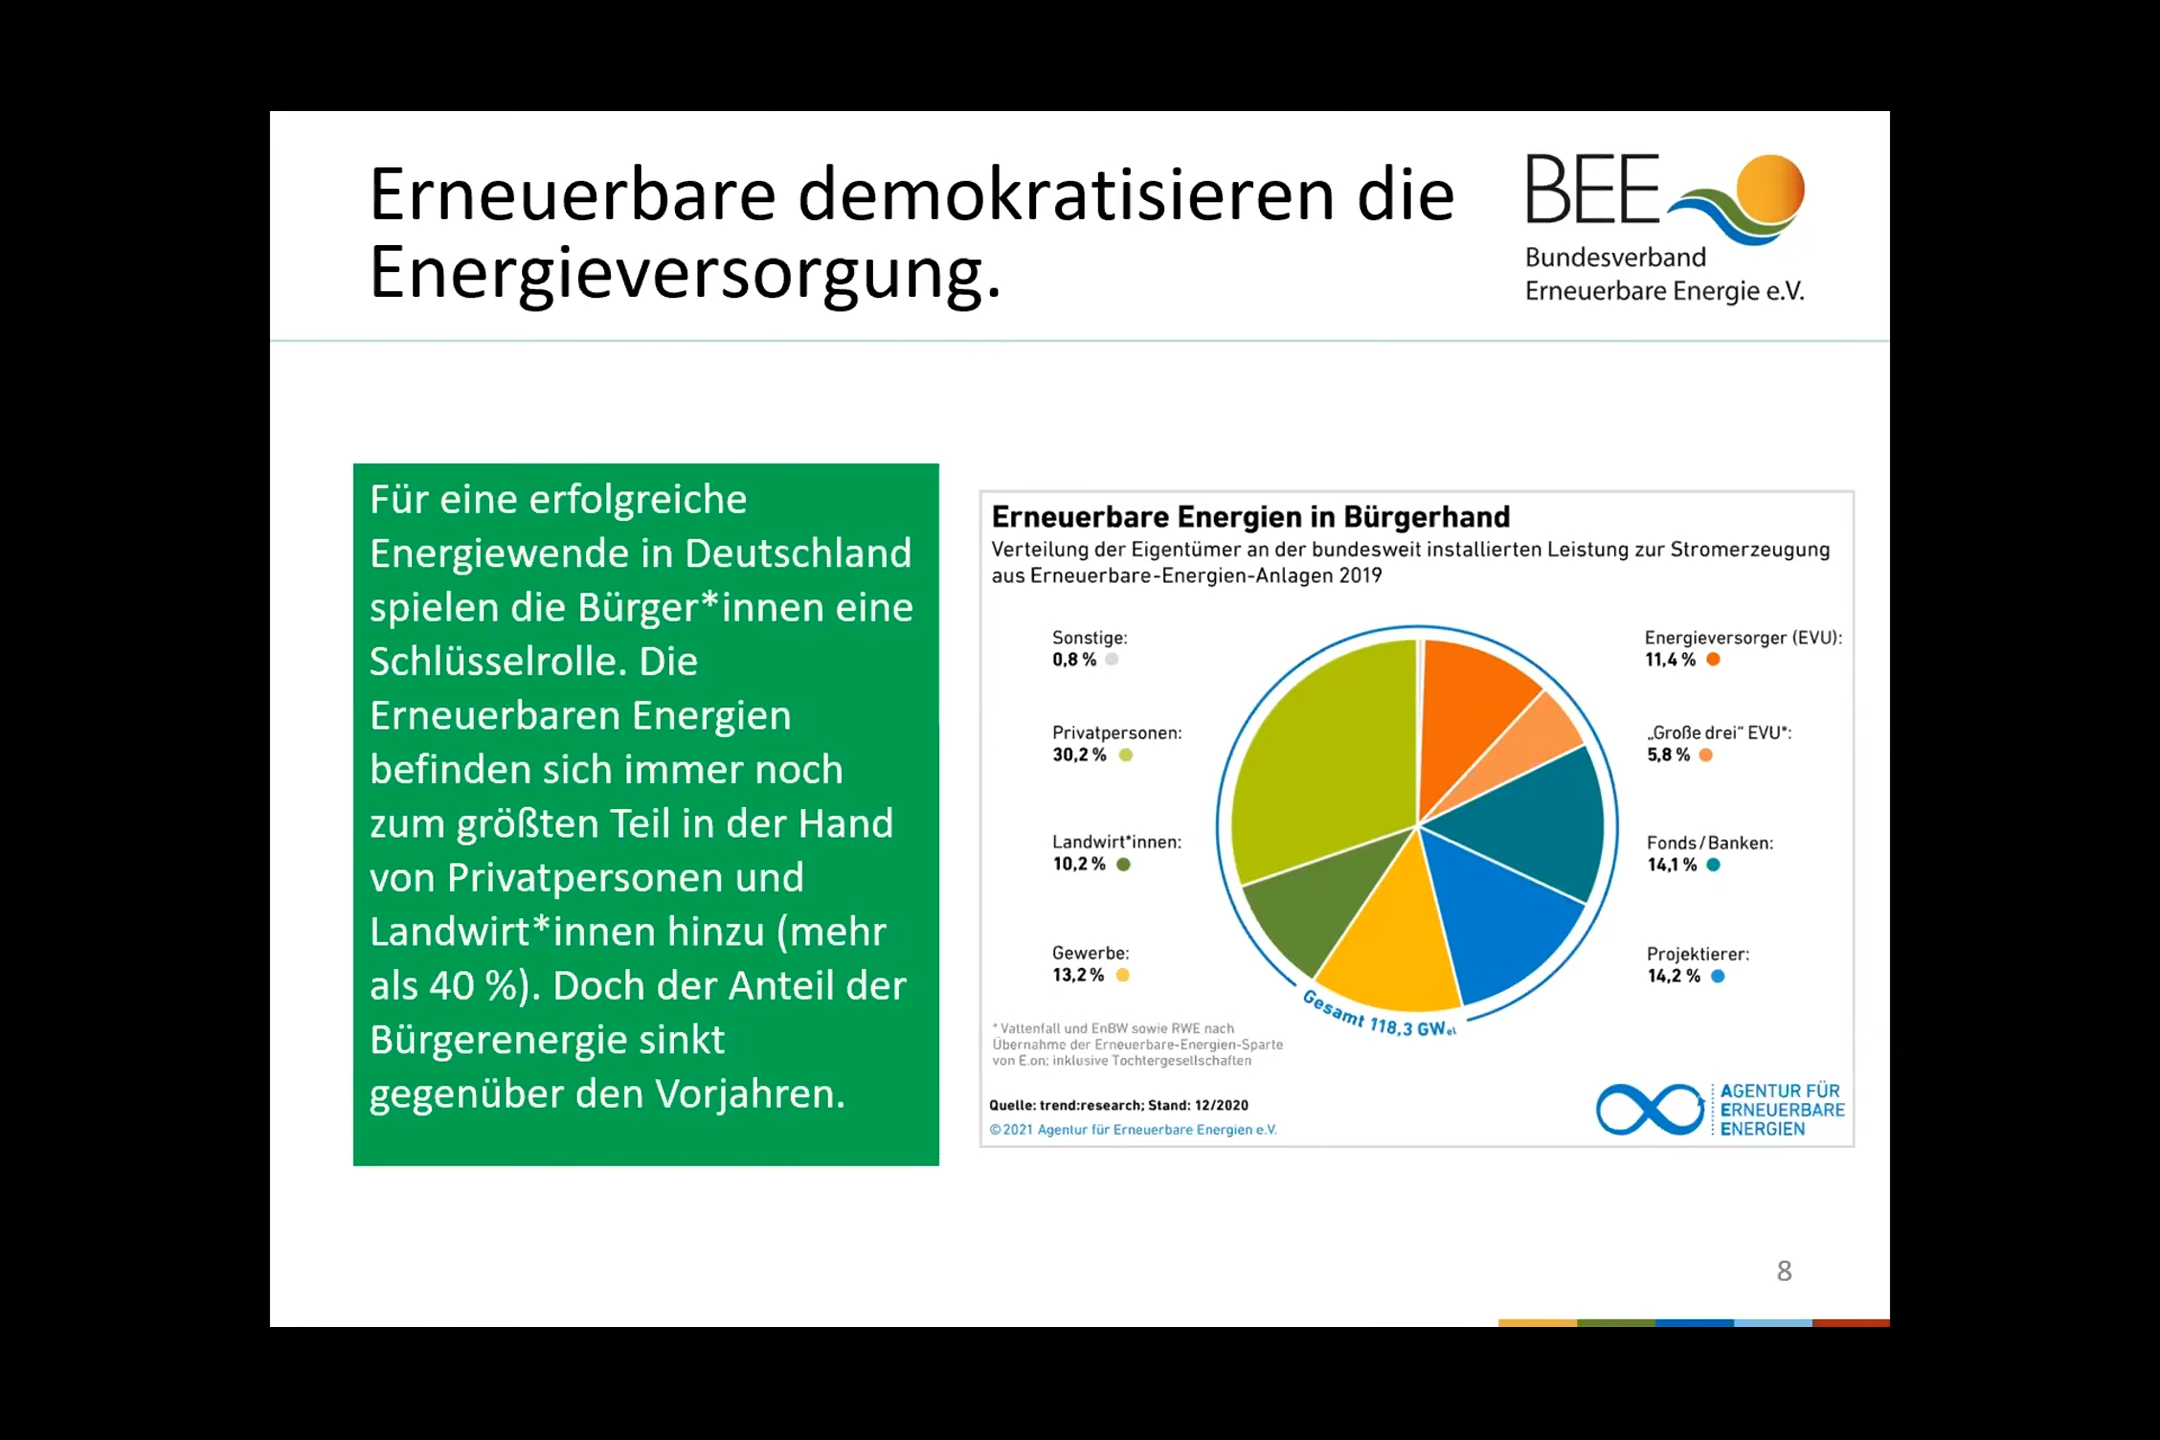 Erneuerbare demokratisieren die
Energieversorgung.
BEE
Bundesverband
Erneuerbare Energie e.V.
Für eine erfolgreiche
Energiewende in Deutschland
spielen die Bürger*innen eine
Schlüsselrolle. Die
Erneuerbaren Energien
befinden sich immer noch
zum größten Teil in der Hand
von Privatpersonen und
Landwirt*innen hinzu (mehr
als 40 %). Doch der Anteil der
Bürgerenergie sinkt
gegenüber den Vorjahren.
Erneuerbare Energien in Bürgerhand
Verteilung der Eigentümer an der bundesweit installierten Leistung zur Stromerzeugung
aus Erneuerbare-Energien-Anlagen 2019
Sonstige:
0,8 %
Privatpersonen:
30,2 %
Landwirt*innen:
10,2 %
Gewerbe:
13,2 %
Energieversorger (EVU):
11,4 %
„Große drei“ EVU*:
5,8 %
Fonds/Banken:
14,1 %
Projektierer:
14,2 %
Gesamt 118,3 GWel
* Vattenfall und EnBW sowie RWE nach
Übernahme der Erneuerbare-Energien-Sparte
von E.on; inklusive Tochtergesellschaften
Quelle: trend:research; Stand: 12/2020
©2021 Agentur für Erneuerbare Energien e.V.
AGENTUR FÜR
ERNEUERBARE
ENERGIEN
8